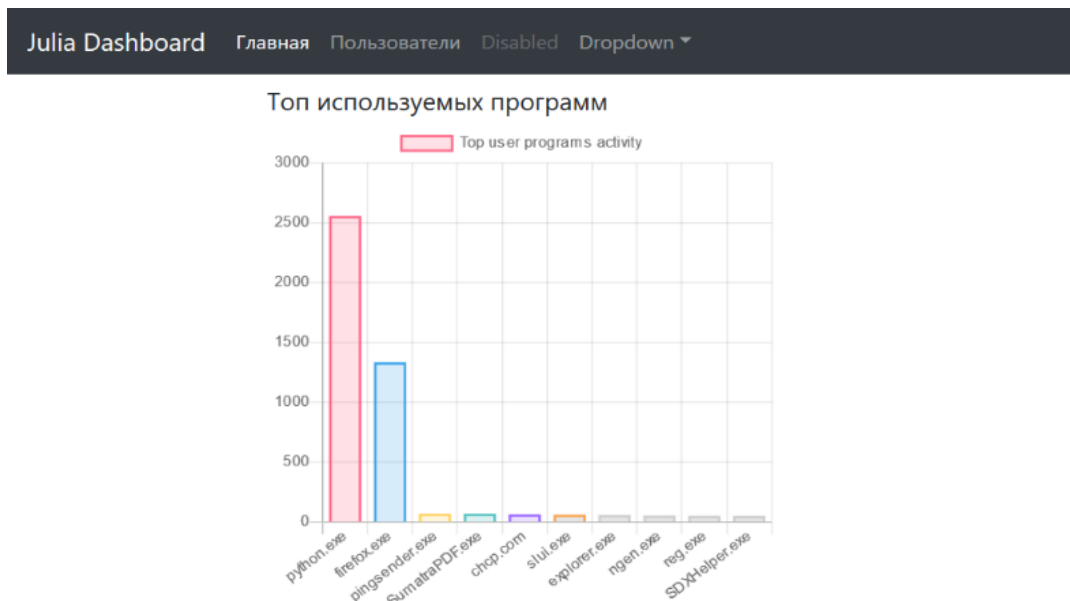 Julia Dashboard Главная Пользователи Disabled Dropdown
Топ используемых программ
Top user programs activity
3000
2500
2000
1500
1000
500
0
python.exe
firefox.exe
pingsender.exe
SumatraPDF.exe
chcp.com
slui.exe
explorer.exe
ngen.exe
reg.exe
SDXHelper.exe